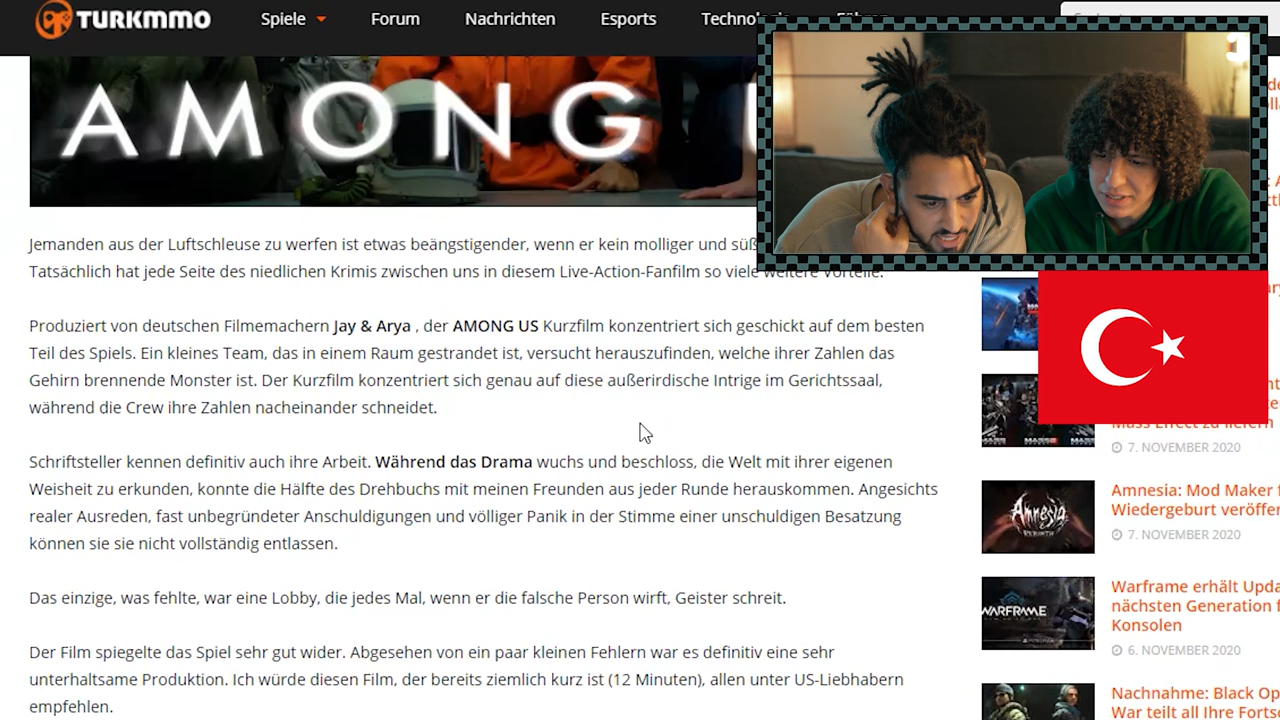 TURKMMO
Spiele
Forum
Nachrichten
Esports
AMONG
Jemanden aus der Luftschleuse zu werfen ist etwas beängstigender, wenn er kein molliger und
Tatsächlich hat jede Seite des niedlichen Krimis zwischen uns in diesem Live-Action-Fanfilm so viele weitere Vorteile.
Produziert von deutschen Filmemachern Jay & Arya , der AMONG US Kurzfilm konzentriert sich geschickt auf dem besten
Teil des Spiels. Ein kleines Team, das in einem Raum gestrandet ist, versucht herauszufinden, welche ihrer Zahlen das
Gehirn brennende Monster ist. Der Kurzfilm konzentriert sich genau auf diese außerirdische Intrige im Gerichtssaal,
während die Crew ihre Zahlen nacheinander schneidet.
Schriftsteller kennen definitiv auch ihre Arbeit. Während das Drama wuchs und beschloss, die Welt mit ihrer eigenen
Weisheit zu erkunden, konnte die Hälfte des Drehbuchs mit meinen Freunden aus jeder Runde herauskommen. Angesichts
realer Ausreden, fast unbegründeter Anschuldigungen und völliger Panik in der Stimme einer unschuldigen Besatzung
können sie sie nicht vollständig entlassen.
Das einzige, was fehlte, war eine Lobby, die jedes Mal, wenn er die falsche Person wirft, Geister schreit.
Der Film spiegelte das Spiel sehr gut wider. Abgesehen von ein paar kleinen Fehlern war es definitiv eine sehr
unterhaltsame Produktion. Ich würde diesen Film, der bereits ziemlich kurz ist (12 Minuten), allen unter US-Liebhabern
empfehlen.
Mass Effect zu liefern
7. NOVEMBER 2020
Amnesia: Mod Maker
Wiedergeburt
7. NOVEMBER 2020
Amnesia
REBIRTH
Warframe erhält
nächsten Generation
Konsolen
6. NOVEMBER 2020
WARFRAME
Nachnahme: Black
War teilt all Ihre